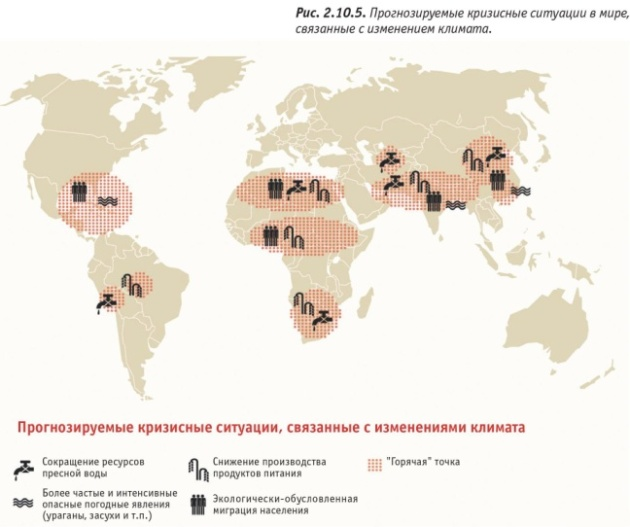 Рис. 2.10.5. Прогнозируемые кризисные ситуации в мире,
связанные с изменением климата.
Прогнозируемые кризисные ситуации, связанные с изменениями климата
Сокращение ресурсов
пресной воды
Более частые и интенсивные
опасные погодные явления
(ураганы, засухи и т.п.)
Снижение производства
продуктов питания
Экологически-обусловленная
миграция населения
"Горячая" точка